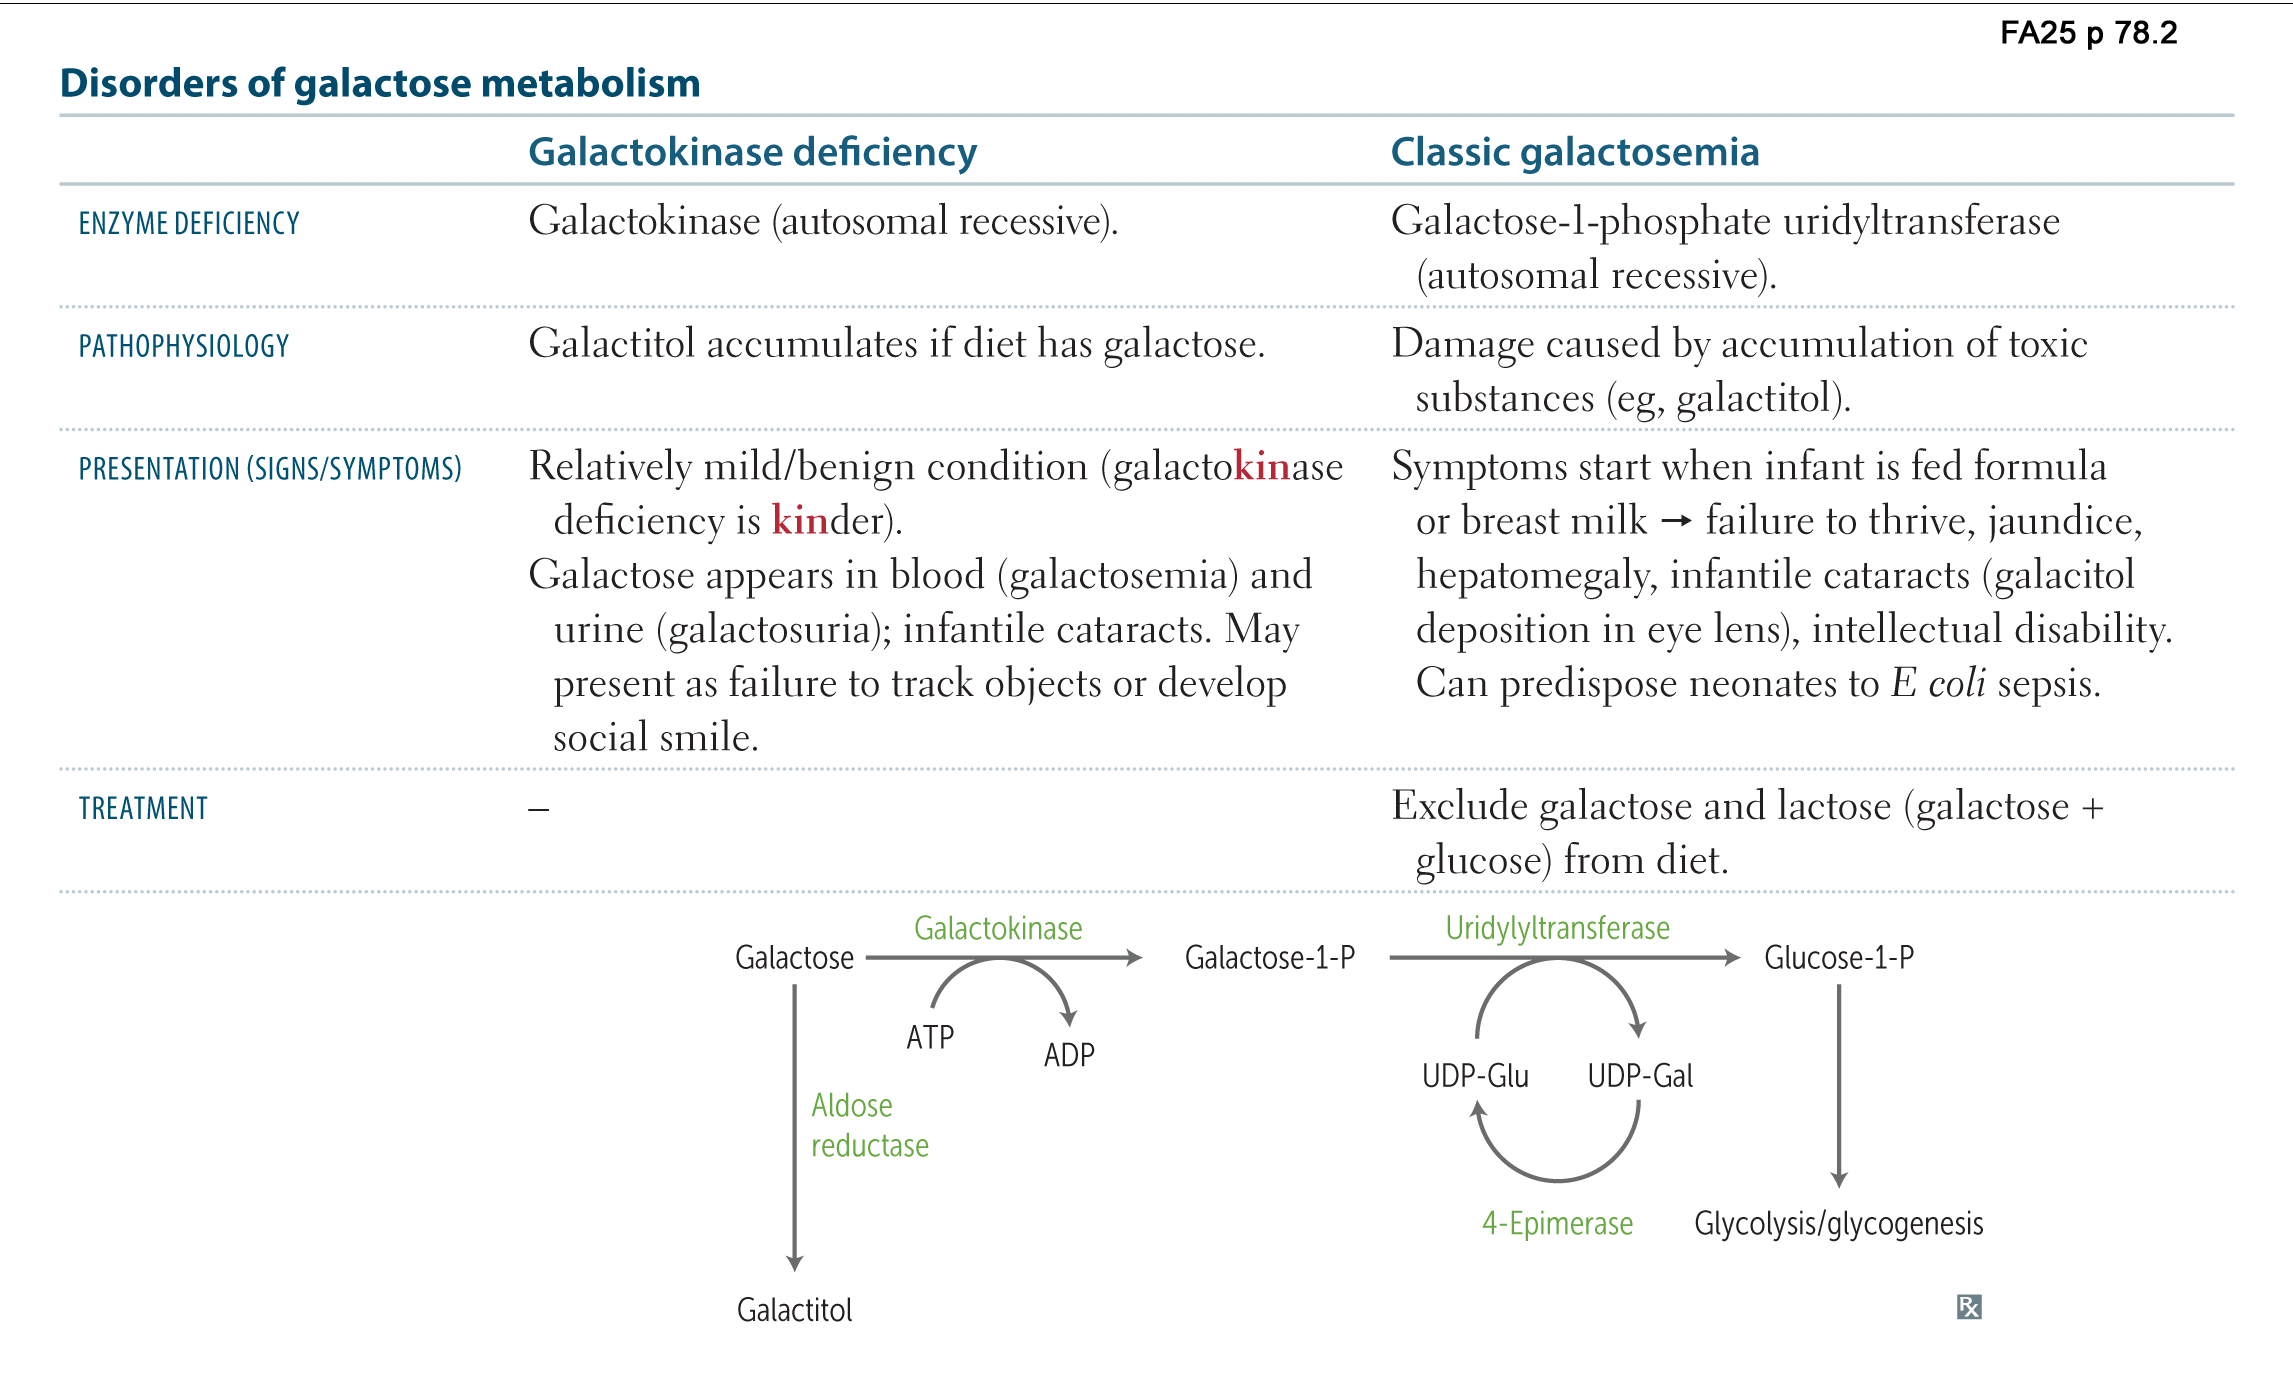 FA25 p 78.2
Disorders of galactose metabolism
Galactokinase deficiency
Classic galactosemia
ENZYME DEFICIENCY
Galactokinase (autosomal recessive).
Galactose-1-phosphate uridyltransferase
(autosomal recessive).
PATHOPHYSIOLOGY
Galactitol accumulates if diet has galactose.
Damage caused by accumulation of toxic
substances (eg, galactitol).
PRESENTATION (SIGNS/SYMPTOMS)
Relatively mild/benign condition (galactokinase
deficiency is kinder).
Galactose appears in blood (galactosemia) and
urine (galactosuria); infantile cataracts. May
present as failure to track objects or develop
social smile.
Symptoms start when infant is fed formula
or breast milk → failure to thrive, jaundice,
hepatomegaly, infantile cataracts (galacitol
deposition in eye lens), intellectual disability.
Can predispose neonates to E coli sepsis.
TREATMENT
–
Exclude galactose and lactose (galactose +
glucose) from diet.
Galactokinase
Uridylyltransferase
Galactose
Galactose-1-P
Glucose-1-P
ATP
ADP
UDP-Glu
UDP-Gal
Aldose
reductase
4-Epimerase
Glycolysis/glycogenesis
Galactitol
Rx